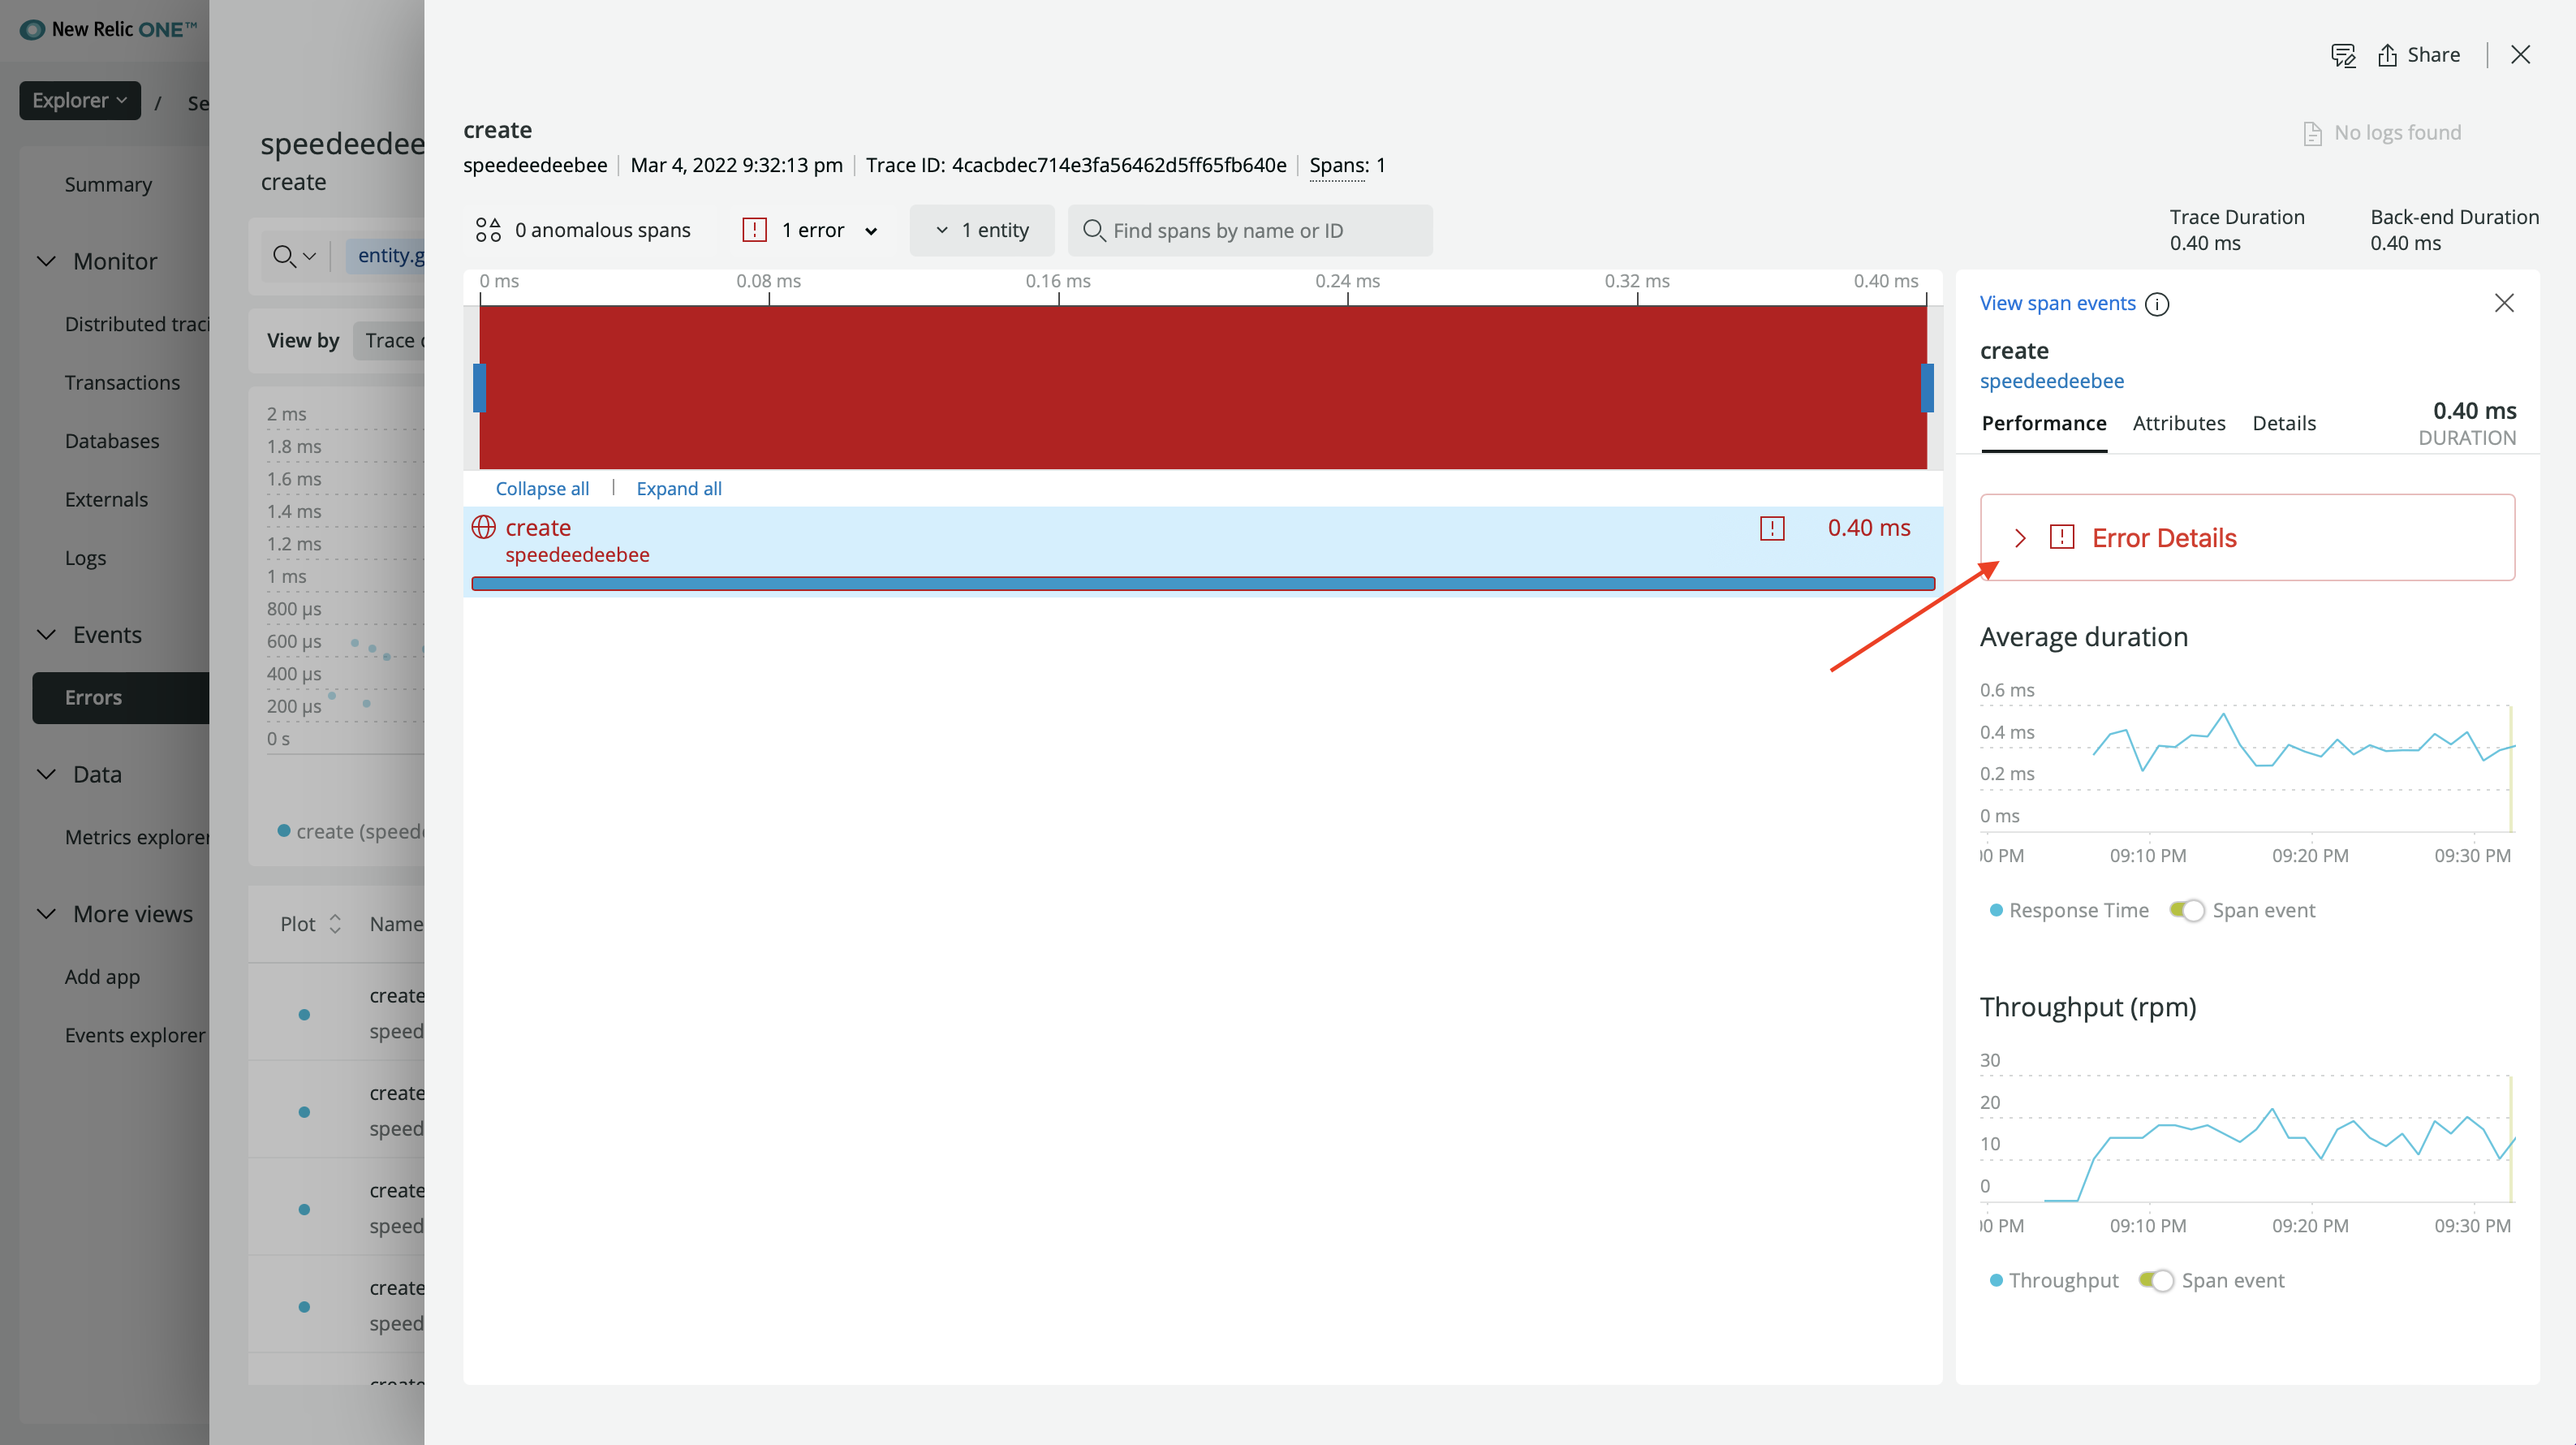 New Relic ONE™
Explorer / Se
Summary
Monitor
Distributed traci
Transactions
Databases
Externals
Logs
Events
Errors
Data
Metrics explorer
More views
Add app
Events explorer
speedeedee
create
entity.g
View by Trace
2 ms
1.8 ms
1.6 ms
1.4 ms
1.2 ms
1 ms
800 µs
600 µs
400 µs
200 µs
0 s
create (speed
Plot Name
create
speed
create
speed
create
speed
create
speed
create
Share
create
No logs found
speedeedeebee Mar 4, 2022 9:32:13 pm Trace ID: 4cacbdec714e3fa56462d5ff65fb640e Spans: 1
0 anomalous spans 1 error 1 entity Find spans by name or ID
Trace Duration Back-end Duration
0.40 ms 0.40 ms
0 ms 0.08 ms 0.16 ms 0.24 ms 0.32 ms 0.40 ms
Collapse all | Expand all
create 0.40 ms
speedeedeebee
View span events
create
speedeedeebee
Performance Attributes Details
0.40 ms
DURATION
Error Details
Average duration
0.6 ms
0.4 ms
0.2 ms
0 ms
00 PM 09:10 PM 09:20 PM 09:30 PM
Response Time Span event
Throughput (rpm)
30
20
10
0
00 PM 09:10 PM 09:20 PM 09:30 PM
Throughput Span event